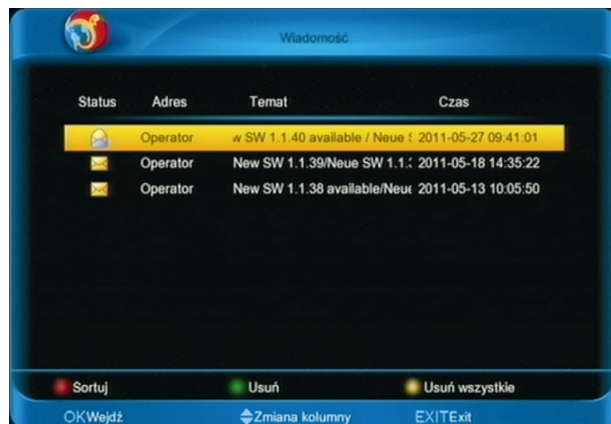 Wiadomość
Status Adres Temat Czas
Operator w SW 1.1.40 available / Neue 2011-05-27 09:41:01
Operator New SW 1.1.39/Neue SW 1.1.: 2011-05-18 14:35:22
Operator New SW 1.1.38 available/Neue 2011-05-13 10:05:50
Sortuj Usuń Usuń wszystkie
OKWejdź Zmiana kolumny EXITExit